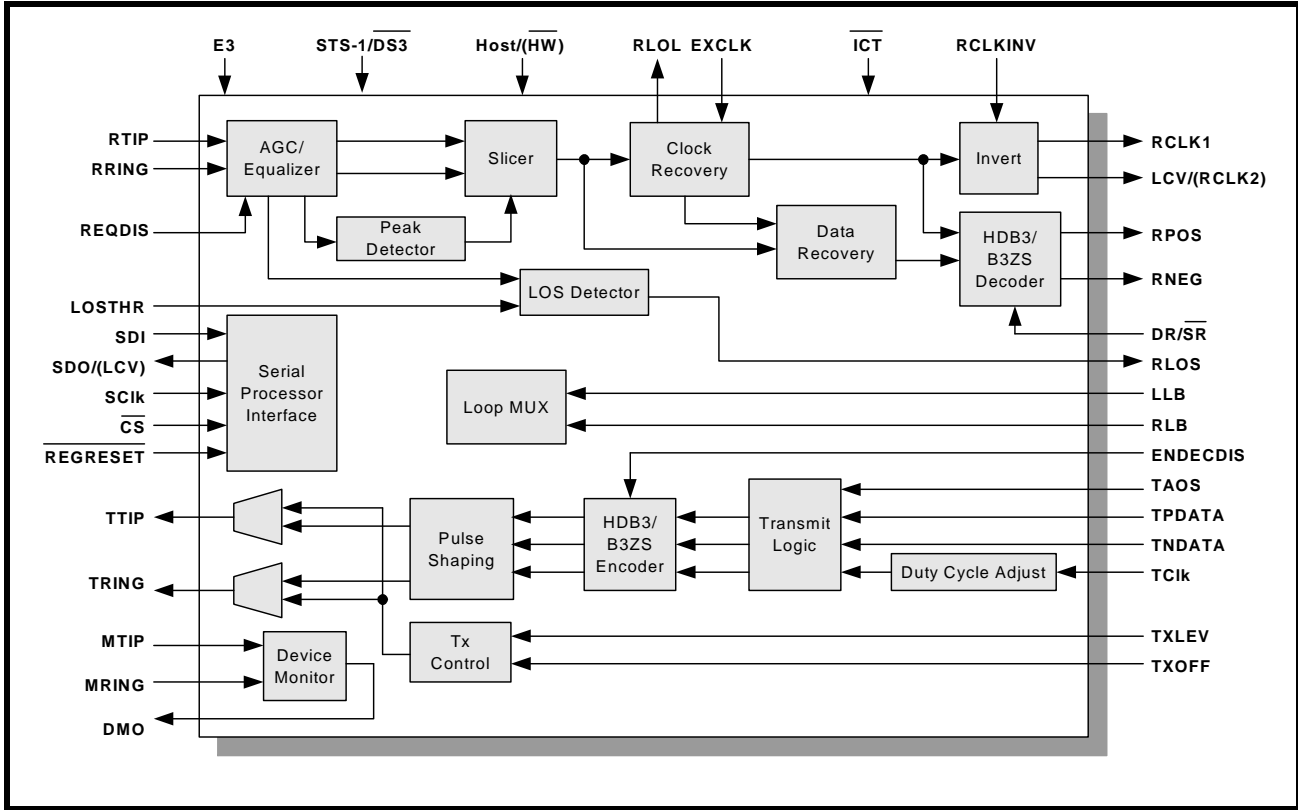 E3
STS-1/DS3
Host/(HW)
RLOL
EXCLK
ICT
RCLKINV
RTIP
RRING
REQDIS
LOSTHR
SDI
SDO/(LCV)
SClk
CS
REGRESET
TTIP
TRING
MTIP
MRING
DMO
AGC/
Equalizer
Peak
Detector
Slicer
LOS Detector
Clock
Recovery
Data
Recovery
Invert
HDB3/
B3ZS
Decoder
Serial
Processor
Interface
Loop MUX
Pulse
Shaping
HDB3/
B3ZS
Encoder
Transmit
Logic
Duty Cycle Adjust
Tx
Control
Device
Monitor
RCLK1
LCV/(RCLK2)
RPOS
RNEG
DR/SR
RLOS
LLB
RLB
ENDECDIS
TAOS
TPDATA
TNDATA
TClk
TXLEV
TXOFF